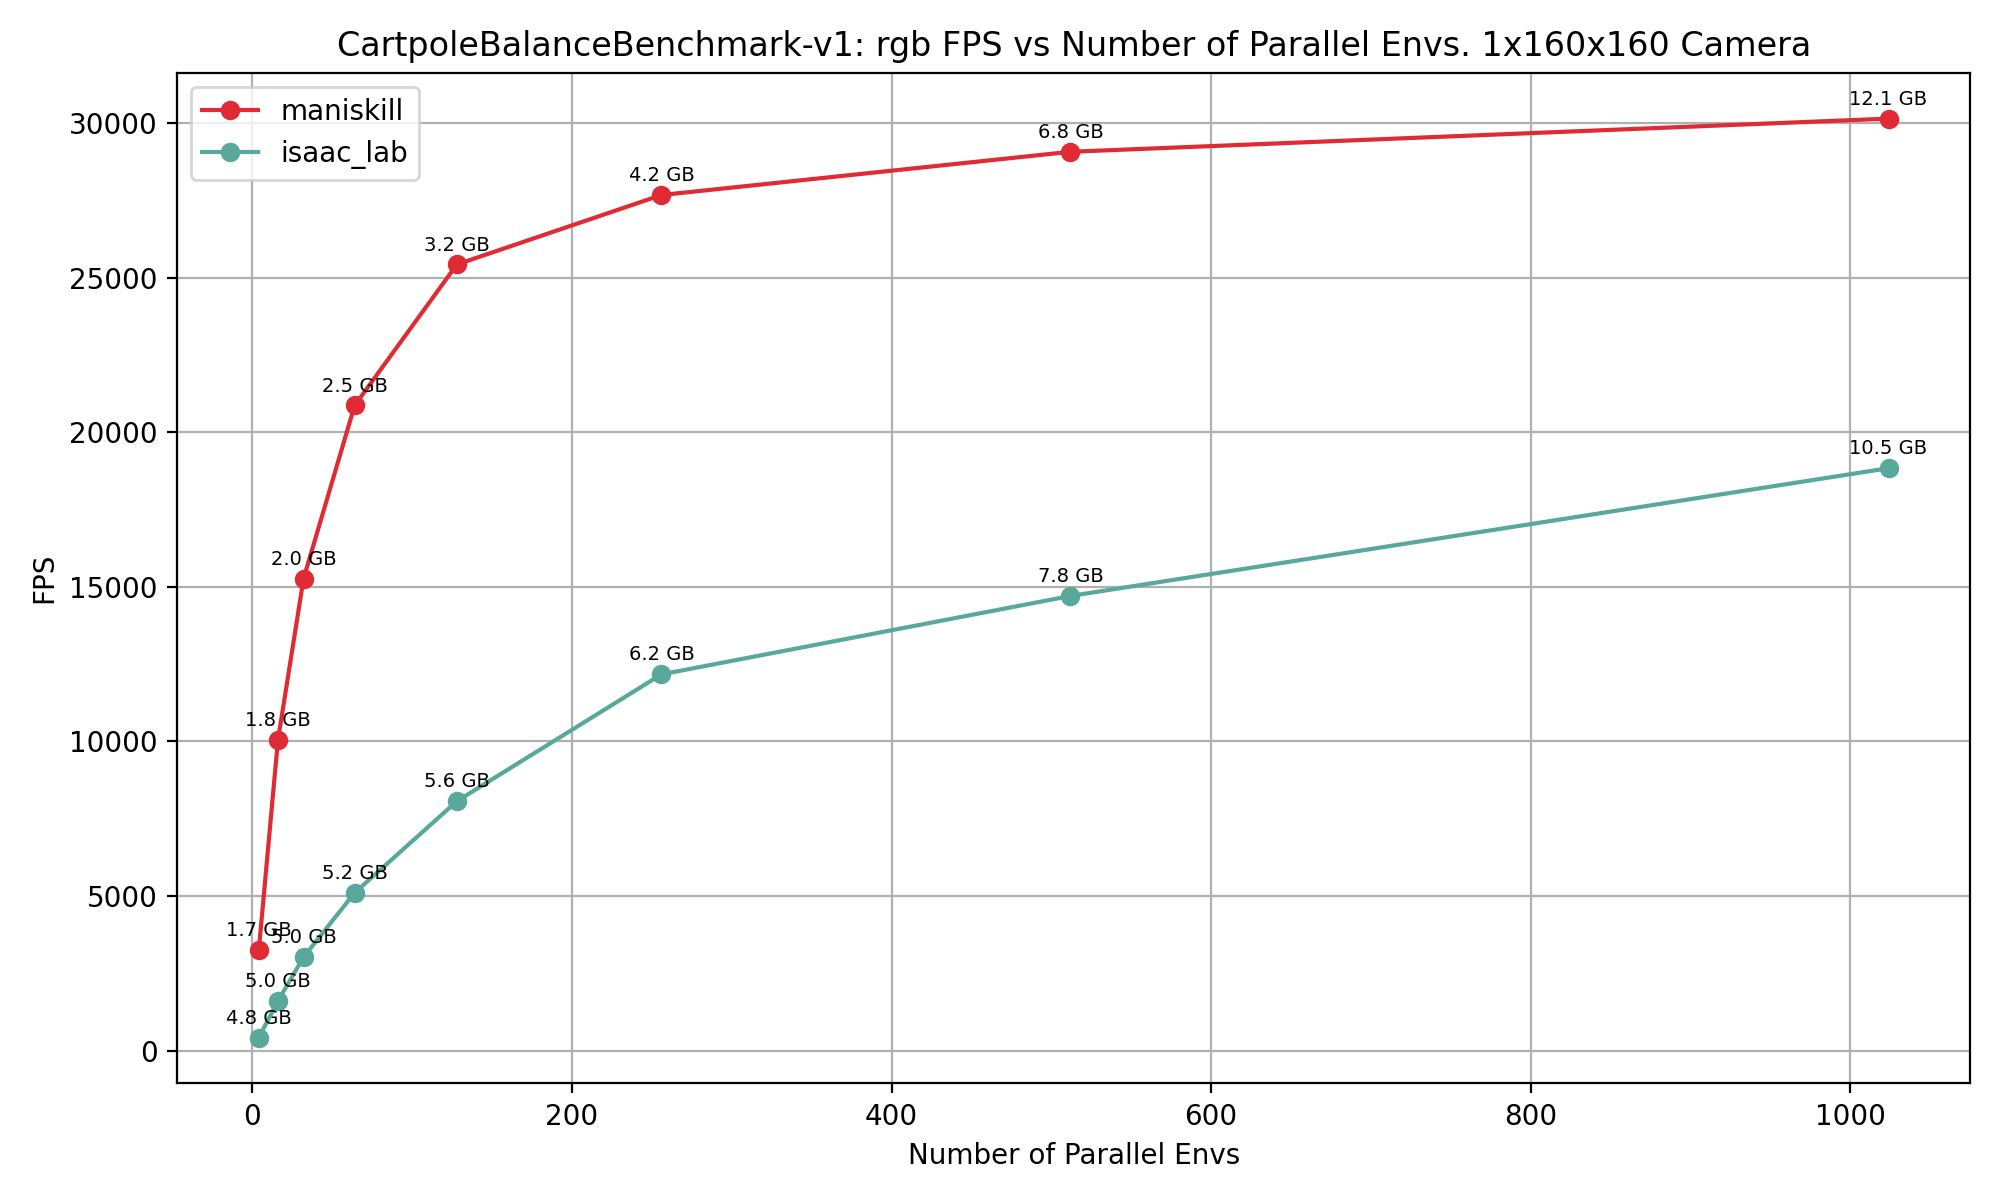 CartpoleBalanceBenchmark-v1: rgb FPS vs Number of Parallel Envs. 1x160x160 Camera
maniskill
isaac_lab
12.1 GB
6.8 GB
4.2 GB
3.2 GB
2.5 GB
2.0 GB
1.8 GB
1.7 GB
10.5 GB
7.8 GB
6.2 GB
5.6 GB
5.2 GB
5.0 GB
5.0 GB
4.8 GB
30000
25000
20000
15000
10000
5000
0
FPS
0 200 400 600 800 1000
Number of Parallel Envs